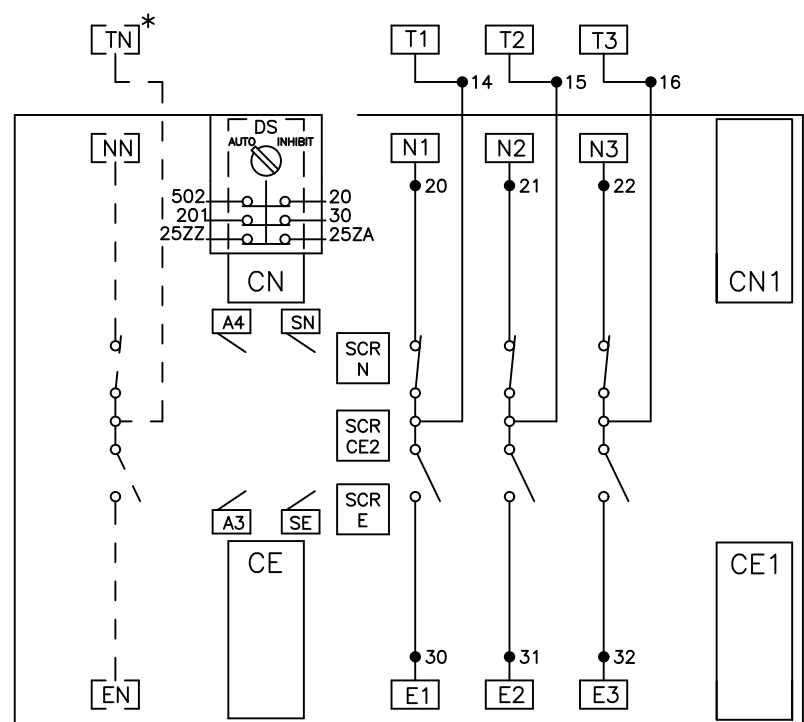 TN*
T1
T2
T3
14
15
16
DS
AUTO
INHIBIT
NN
N1
N2
N3
CN1
502
20
201
30
25ZZ
25ZA
20
21
22
CN
A4
SN
SCR
N
SCR
CE2
SCR
E
A3
SE
CE
CE1
30
31
32
EN
E1
E2
E3